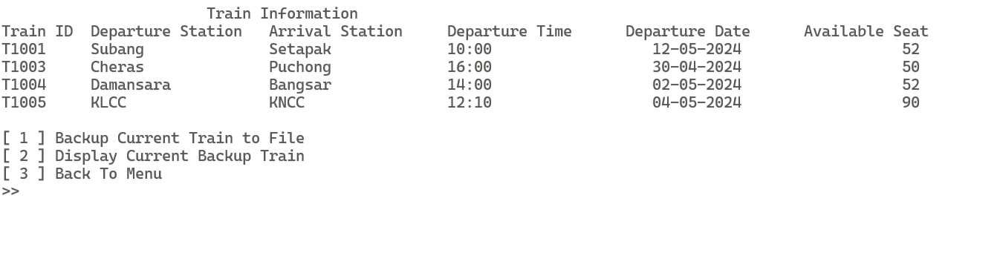 Train Information
Train ID  Departure Station   Arrival Station     Departure Time      Departure Date      Available Seat
T1001     Subang              Setapak             10:00                  12-05-2024                  52
T1003     Cheras              Puchong             16:00                  30-04-2024                  50
T1004     Damansara           Bangsar             14:00                  02-05-2024                  52
T1005     KLCC                KNCC                12:10                  04-05-2024                  90
[ 1 ] Backup Current Train to File
[ 2 ] Display Current Backup Train
[ 3 ] Back To Menu
>>